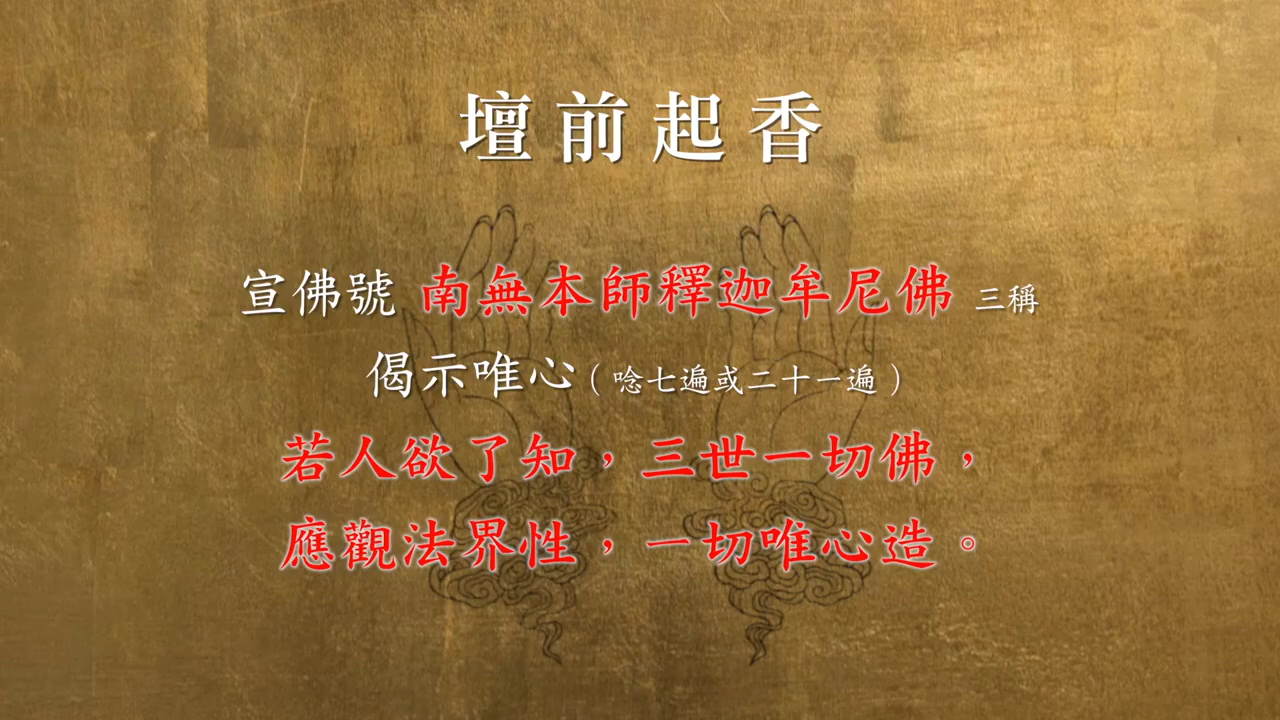 壇前起香
宣佛號 南無本師釋迦牟尼佛 三稱
偈示唯心（唸七遍或二十一遍）
若人欲了知，三世一切佛，
應觀法界性，一切唯心造。